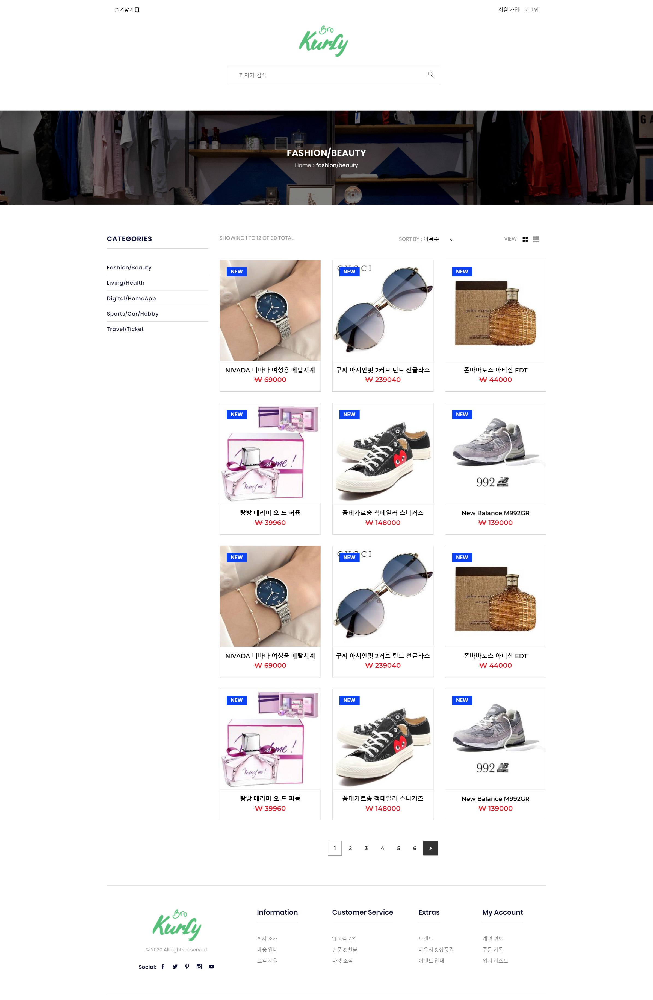 즐겨찾기
회원 가입 로그인
Bro
Kurly
최저가 검색
FASHION/BEAUTY
Home > fashion/beauty
CATEGORIES
Fashion/Beauty
Living/Health
Digital/HomeApp
Sports/Car/Hobby
Travel/Ticket
SHOWING 1 TO 12 OF 30 TOTAL
SORT BY : 이름순
VIEW
NEW
NIVADA 니바다 여성용 메탈시계
₩ 69000
GUCCI
NEW
구찌 아시안핏 2커브 틴트 선글라스
₩ 239040
NEW
john varvat
ARTISAN
존바바토스 아티산 EDT
₩ 44000
NEW
me !
Marry me !
랑방 메리미 오 드 퍼퓸
₩ 39960
NEW
꼼데가르송 척테일러 스니커즈
₩ 148000
NEW
N
992 NB
made
New Balance M992GR
₩ 139000
NEW
NIVADA 니바다 여성용 메탈시계
₩ 69000
GUCCI
NEW
구찌 아시안핏 2커브 틴트 선글라스
₩ 239040
NEW
john varvat
ARTISAN
존바바토스 아티산 EDT
₩ 44000
NEW
me !
Marry me !
랑방 메리미 오 드 퍼퓸
₩ 39960
NEW
꼼데가르송 척테일러 스니커즈
₩ 148000
NEW
N
992 NB
made
New Balance M992GR
₩ 139000
1 2 3 4 5 6
Bro
Kurly
© 2020 All rights reserved
Social:
Information
회사 소개
배송 안내
고객 지원
Customer Service
1:1 고객문의
반품 & 환불
마켓 소식
Extras
브랜드
바우처 & 상품권
이벤트 안내
My Account
계정 정보
주문 기록
위시 리스트